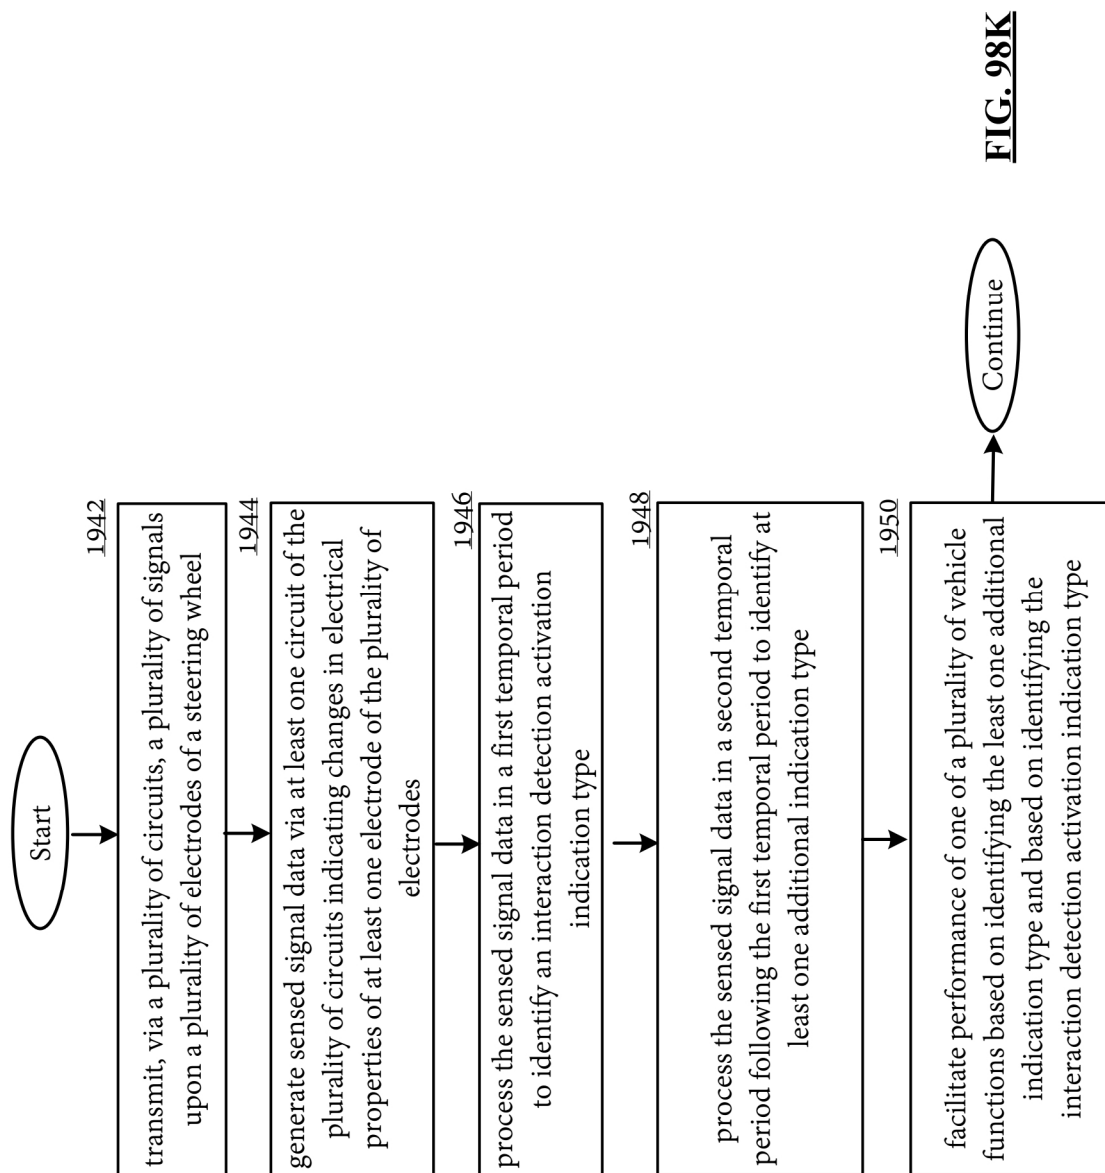 Start
1942
transmit, via a plurality of circuits, a plurality of signals
upon a plurality of electrodes of a steering wheel
1944
generate sensed signal data via at least one circuit of the
plurality of circuits indicating changes in electrical
properties of at least one electrode of the plurality of
electrodes
1946
process the sensed signal data in a first temporal period
to identify an interaction detection activation
indication type
1948
process the sensed signal data in a second temporal
period following the first temporal period to identify at
least one additional indication type
1950
facilitate performance of one of a plurality of vehicle
functions based on identifying the least one additional
indication type and based on identifying the
interaction detection activation indication type
Continue
FIG. 98K